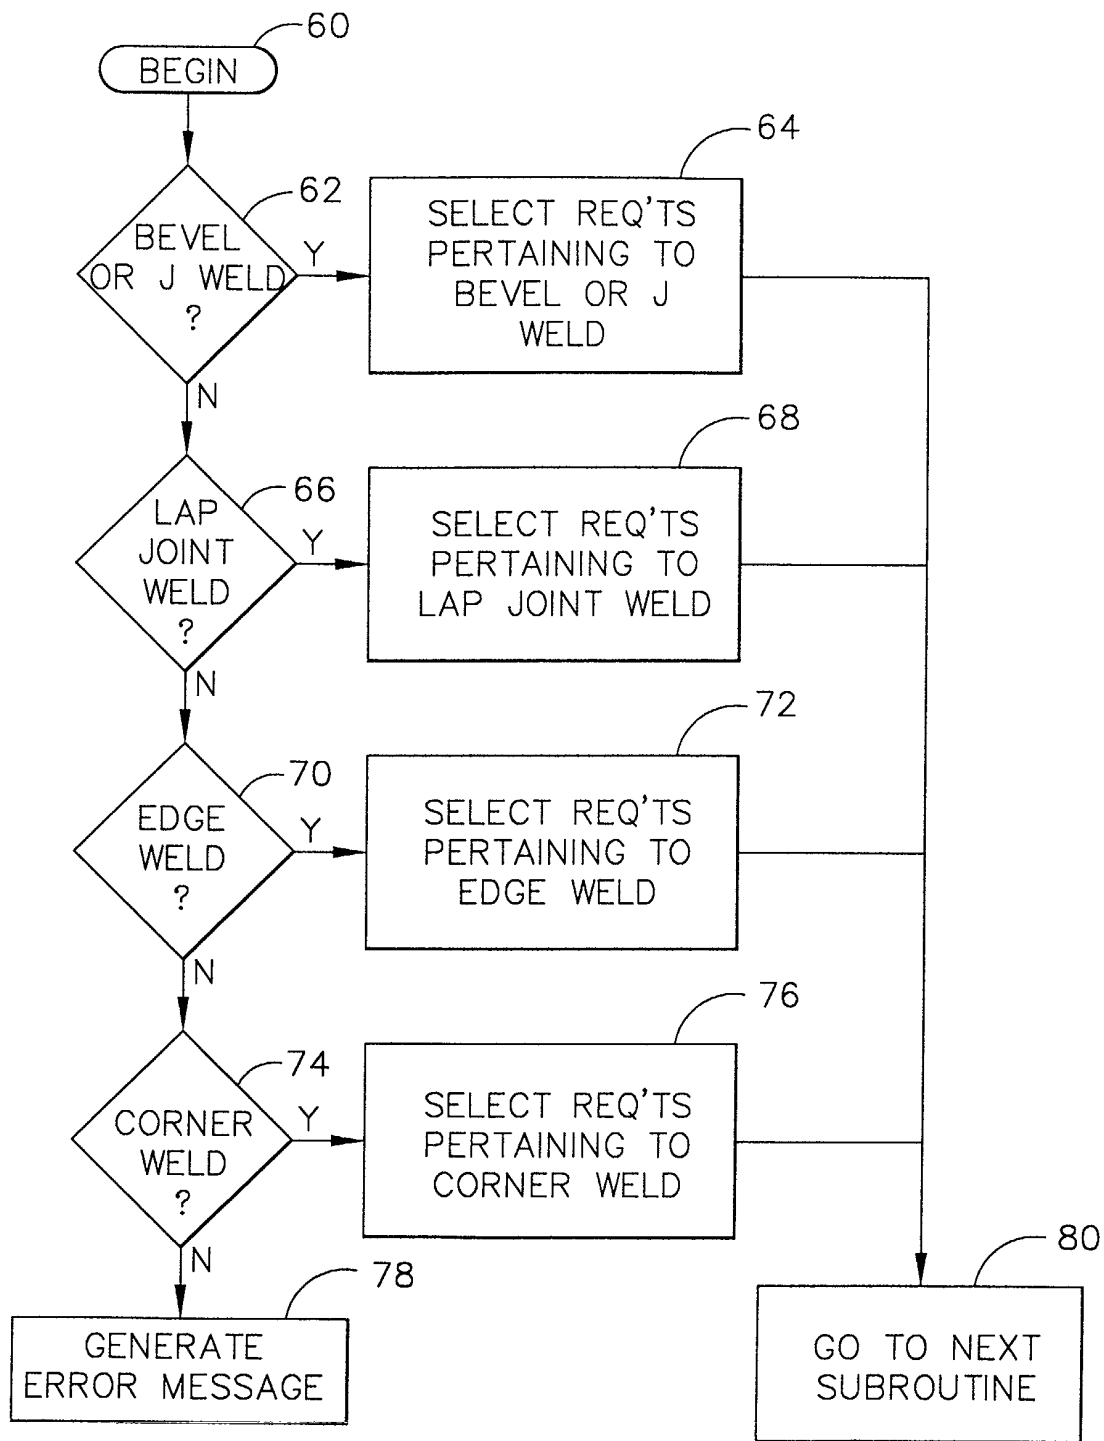 60
BEGIN
64
62
SELECT REQ'TS
PERTAINING TO
BEVEL OR J
WELD
BEVEL
OR J WELD
?
Y
N
68
66
LAP
JOINT
WELD
?
Y
SELECT REQ'TS
PERTAINING TO
LAP JOINT WELD
N
72
70
EDGE
WELD
?
Y
SELECT REQ'TS
PERTAINING TO
EDGE WELD
N
76
74
CORNER
WELD
?
Y
SELECT REQ'TS
PERTAINING TO
CORNER WELD
N
78
GENERATE
ERROR MESSAGE
80
GO TO NEXT
SUBROUTINE